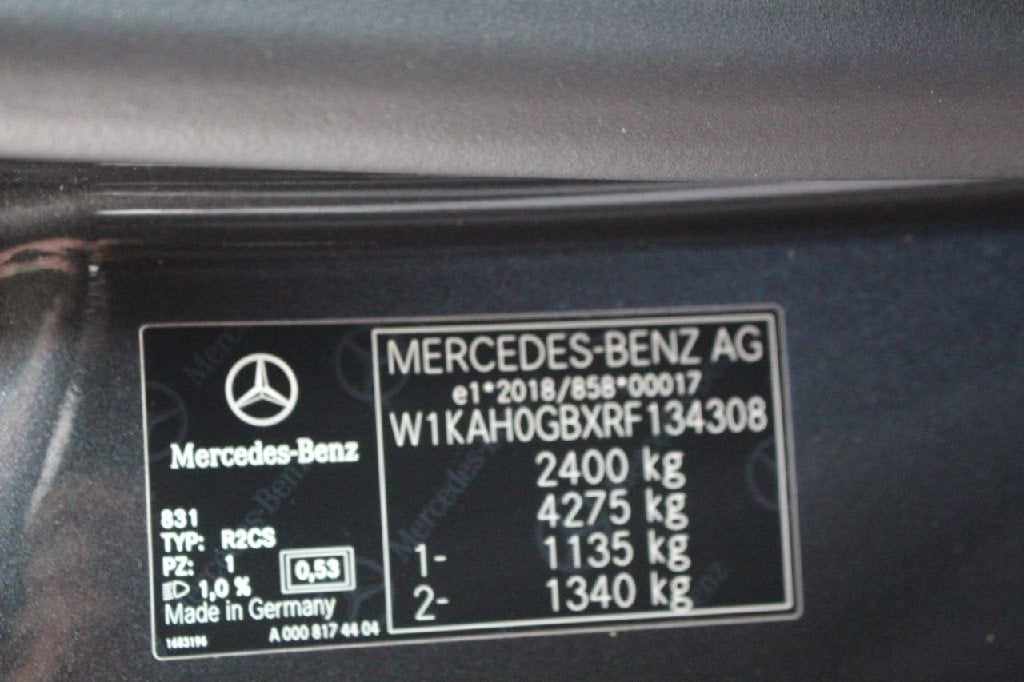 Mercedes-Benz
831
TYP: R2CS
PZ: 1
1,0 %
0,53
Made in Germany
1683194
A 000 817 44 04
MERCEDES-BENZ AG
e1*2018/858*00017
W1KAH0GBXRF134308
2400 kg
4275 kg
1- 1135 kg
2- 1340 kg